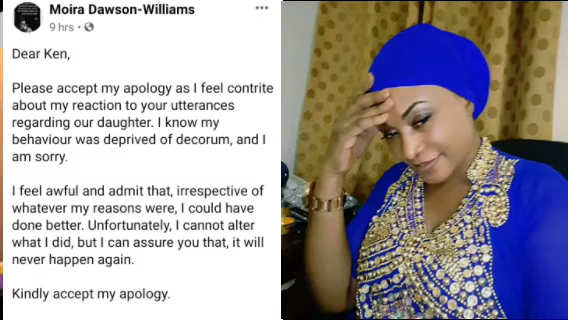 Moira Dawson-Williams
9 hrs •
Dear Ken,
Please accept my apology as I feel contrite
about my reaction to your utterances
regarding our daughter. I know my
behaviour was deprived of decorum, and I
am sorry.
I feel awful and admit that, irrespective of
whatever my reasons were, I could have
done better. Unfortunately, I cannot alter
what I did, but I can assure you that, it will
never happen again.
Kindly accept my apology.